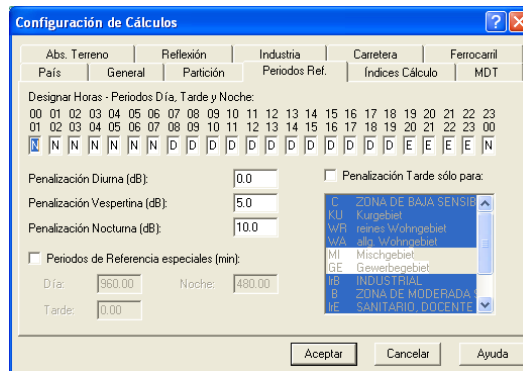 Configuración de Cálculos
Abs. Terreno Reflexión Industria Carretera Ferrocarril
País General Partición Periodos Ref. Índices Cálculo MDT
Designar Horas - Periodos Día, Tarde y Noche:
00 01 02 03 04 05 06 07 08 09 10 11 12 13 14 15 16 17 18 19 20 21 22 23
01 02 03 04 05 06 07 08 09 10 11 12 13 14 15 16 17 18 19 20 21 22 23 00
N N N N N N N D D D D D D D D D D D D E E E E N
Penalización Diurna (dB): 0.0
Penalización Vespertina (dB): 5.0
Penalización Nocturna (dB): 10.0
Penalización Tarde sólo para:
C ZONA DE BAJA SENSIB
KU Kurgebiet
WR reines Wohngebiet
WA allg. Wohngebiet
MI Mischgebiet
GE Gewerbegebiet
IrB INDUSTRIAL
B ZONA DE MODERADA S
IrE SANITARIO, DOCENTE
Periodos de Referencia especiales (min):
Día: 960.00 Noche: 480.00
Tarde: 0.00
Aceptar Cancelar Ayuda